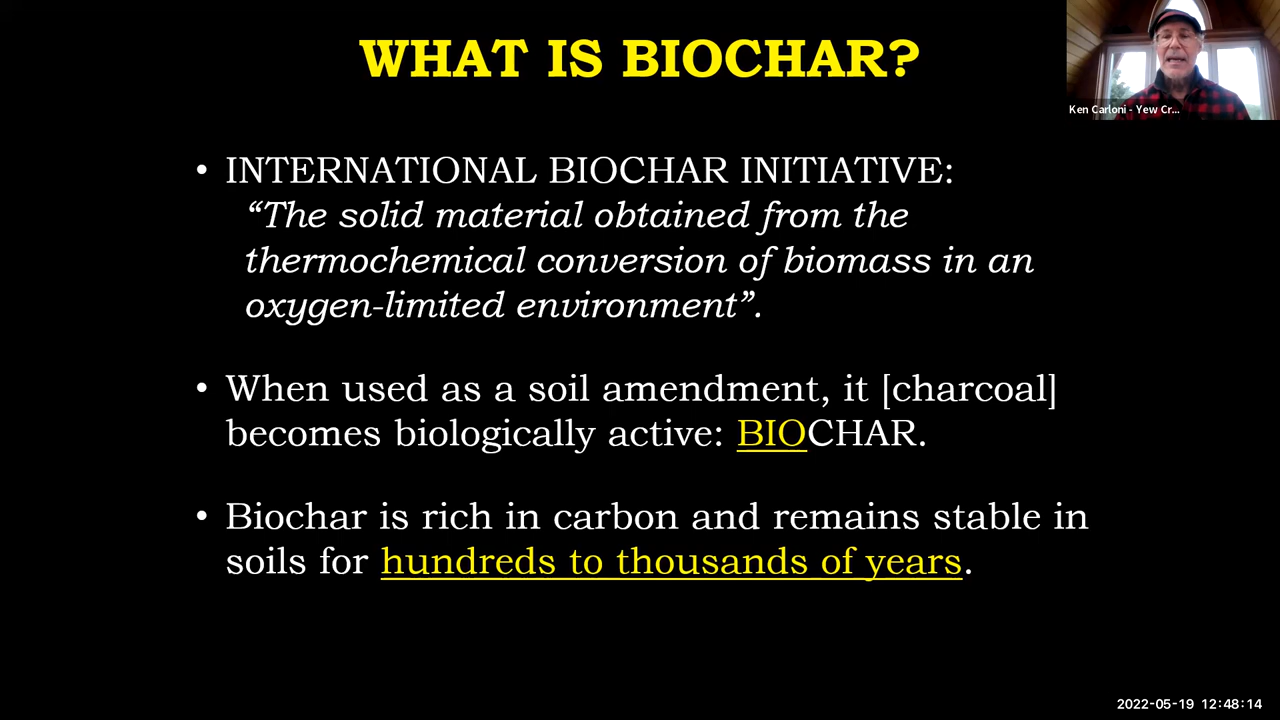 WHAT IS BIOCHAR?
Ken Carloni - Yew Cr...
• INTERNATIONAL BIOCHAR INITIATIVE:
“The solid material obtained from the
thermochemical conversion of biomass in an
oxygen-limited environment”.
• When used as a soil amendment, it [charcoal]
becomes biologically active: BIOCHAR.
• Biochar is rich in carbon and remains stable in
soils for hundreds to thousands of years.
2022-05-19 12:48:14